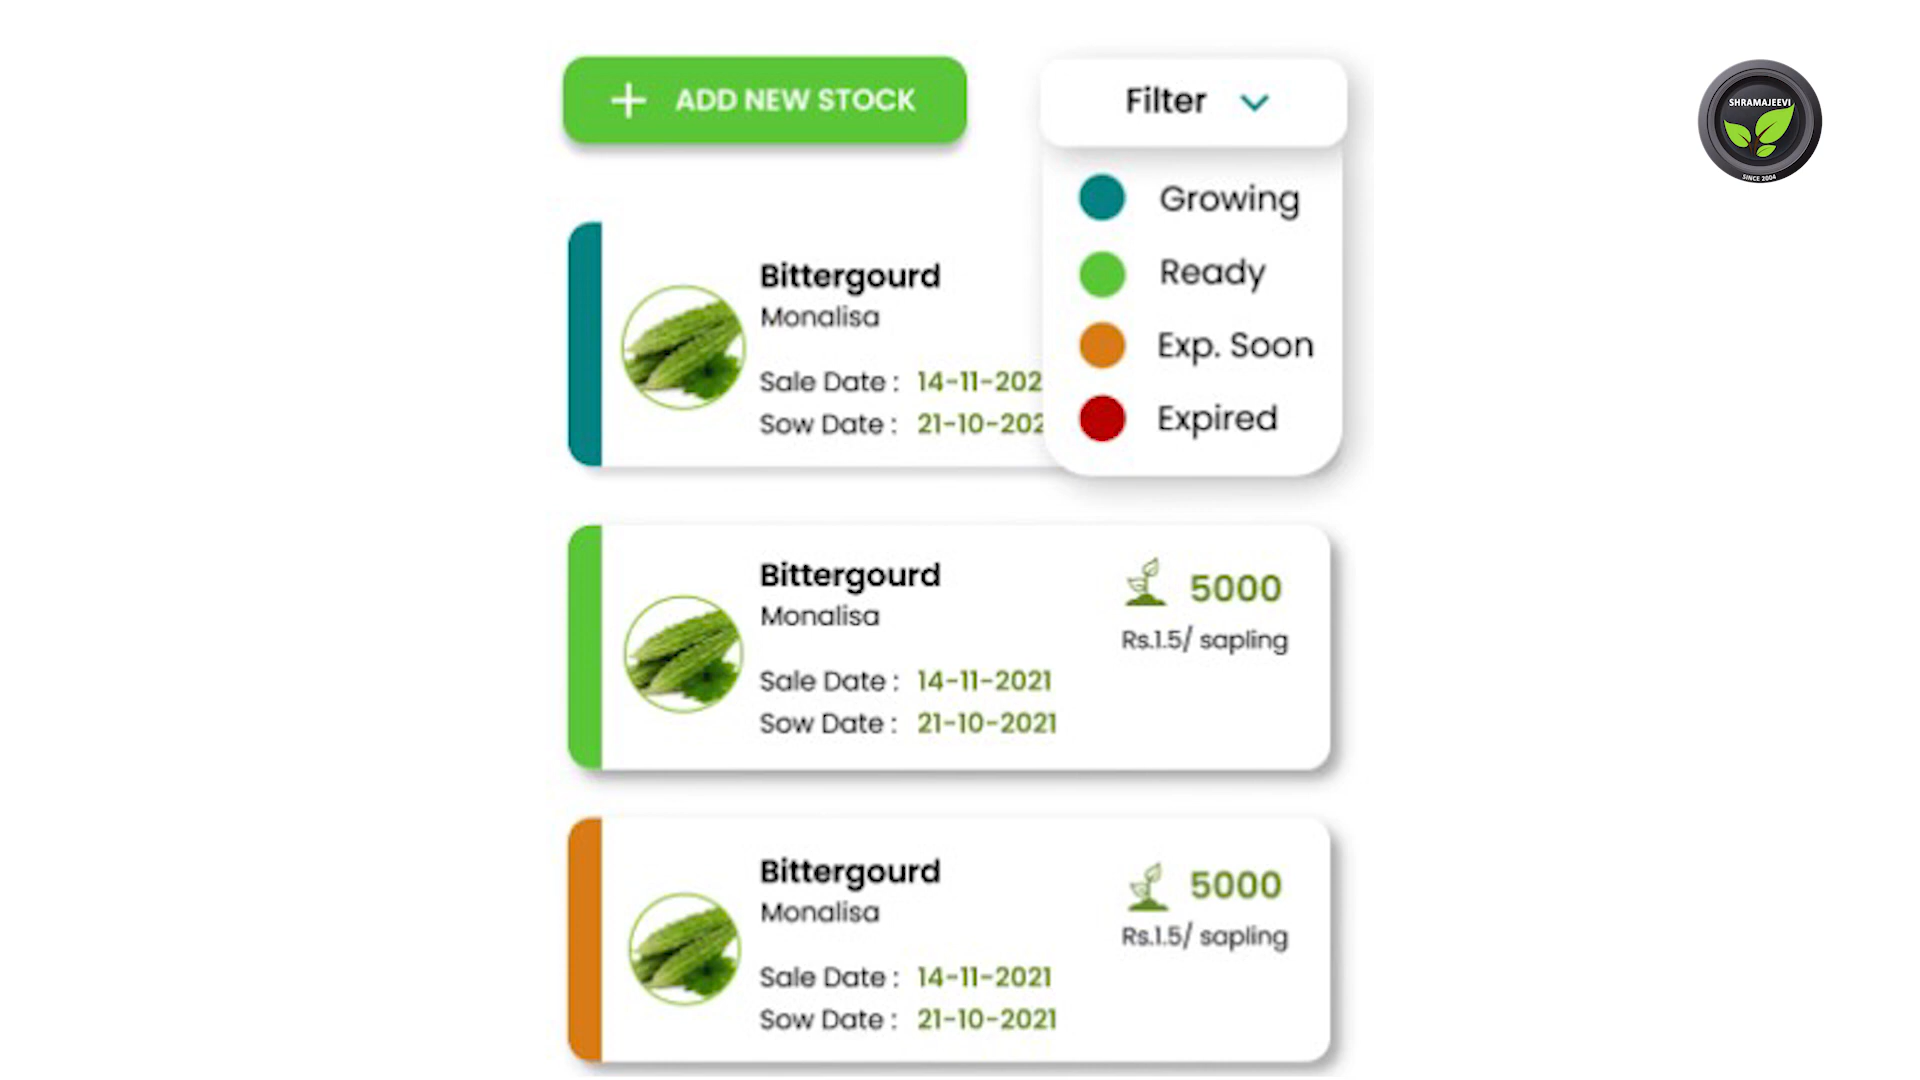 ADD NEW STOCK
Filter
SHRAMAJEEVI
SINCE 2004
Growing
Ready
Exp. Soon
Expired
Bittergourd
Monalisa
Sale Date : 14-11-202
Sow Date : 21-10-202
Bittergourd
Monalisa
Sale Date : 14-11-2021
Sow Date : 21-10-2021
5000
Rs.1.5/ sapling
Bittergourd
Monalisa
Sale Date : 14-11-2021
Sow Date : 21-10-2021
5000
Rs.1.5/ sapling